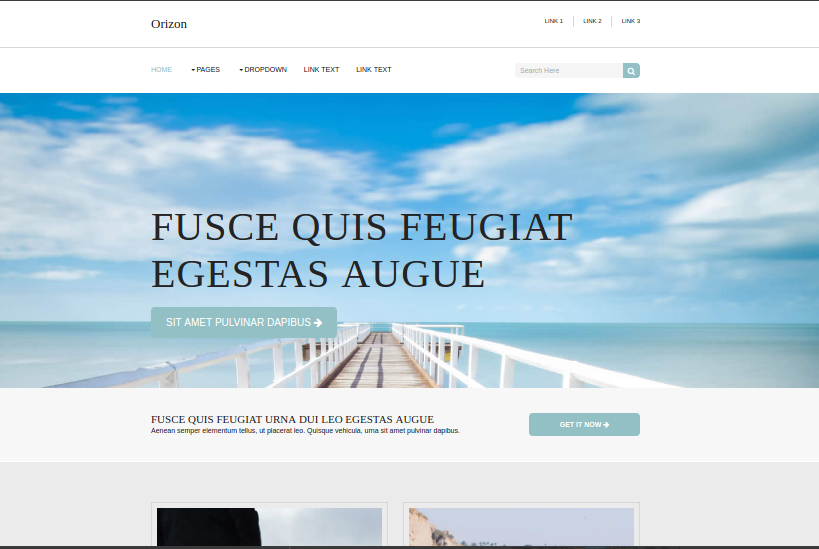 Orizon
LINK 1
LINK 2
LINK 3
HOME
PAGES
DROPDOWN
LINK TEXT
LINK TEXT
Search Here
FUSCE QUIS FEUGIAT
EGESTAS AUGUE
SIT AMET PULVINAR DAPIBUS
FUSCE QUIS FEUGIAT URNA DUI LEO EGESTAS AUGUE
Aenean semper elementum tellus, ut placerat leo. Quisque vehicula, urna sit amet pulvinar dapibus.
GET IT NOW